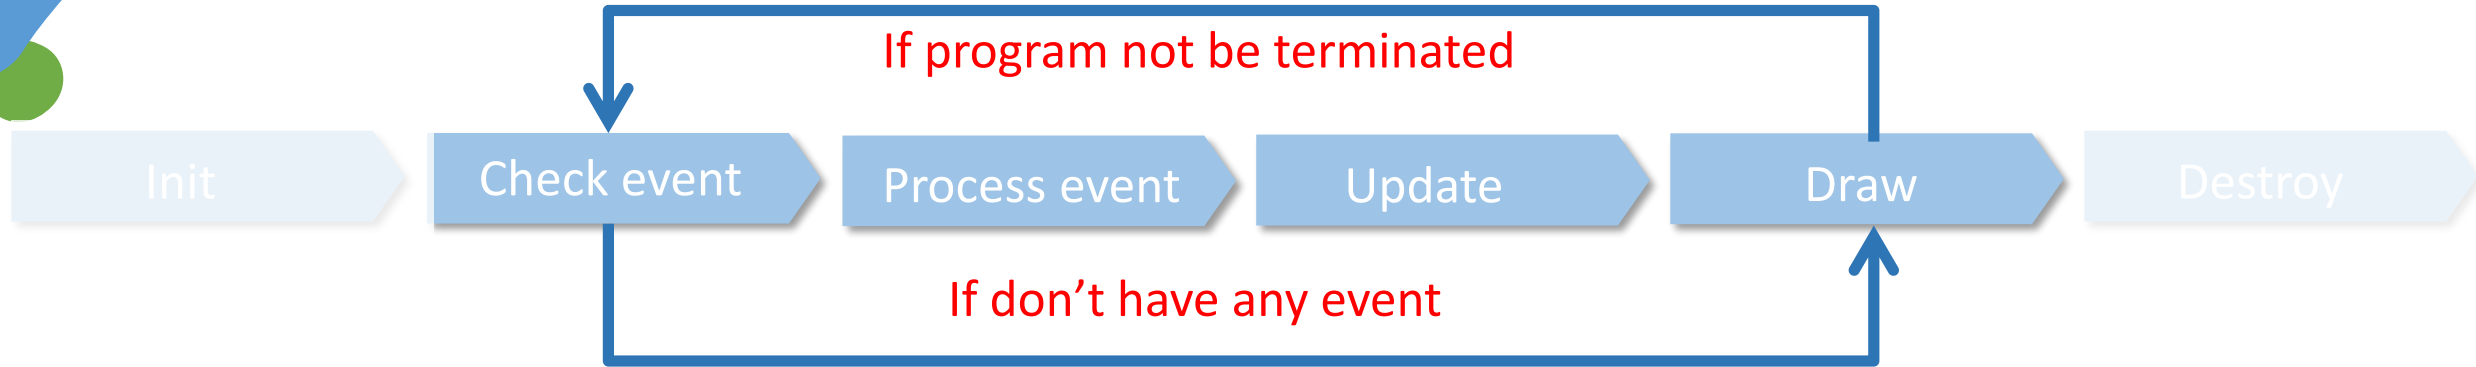 If program not be terminated
Init
Check event
Process event
Update
Draw
Destroy
If don’t have any event